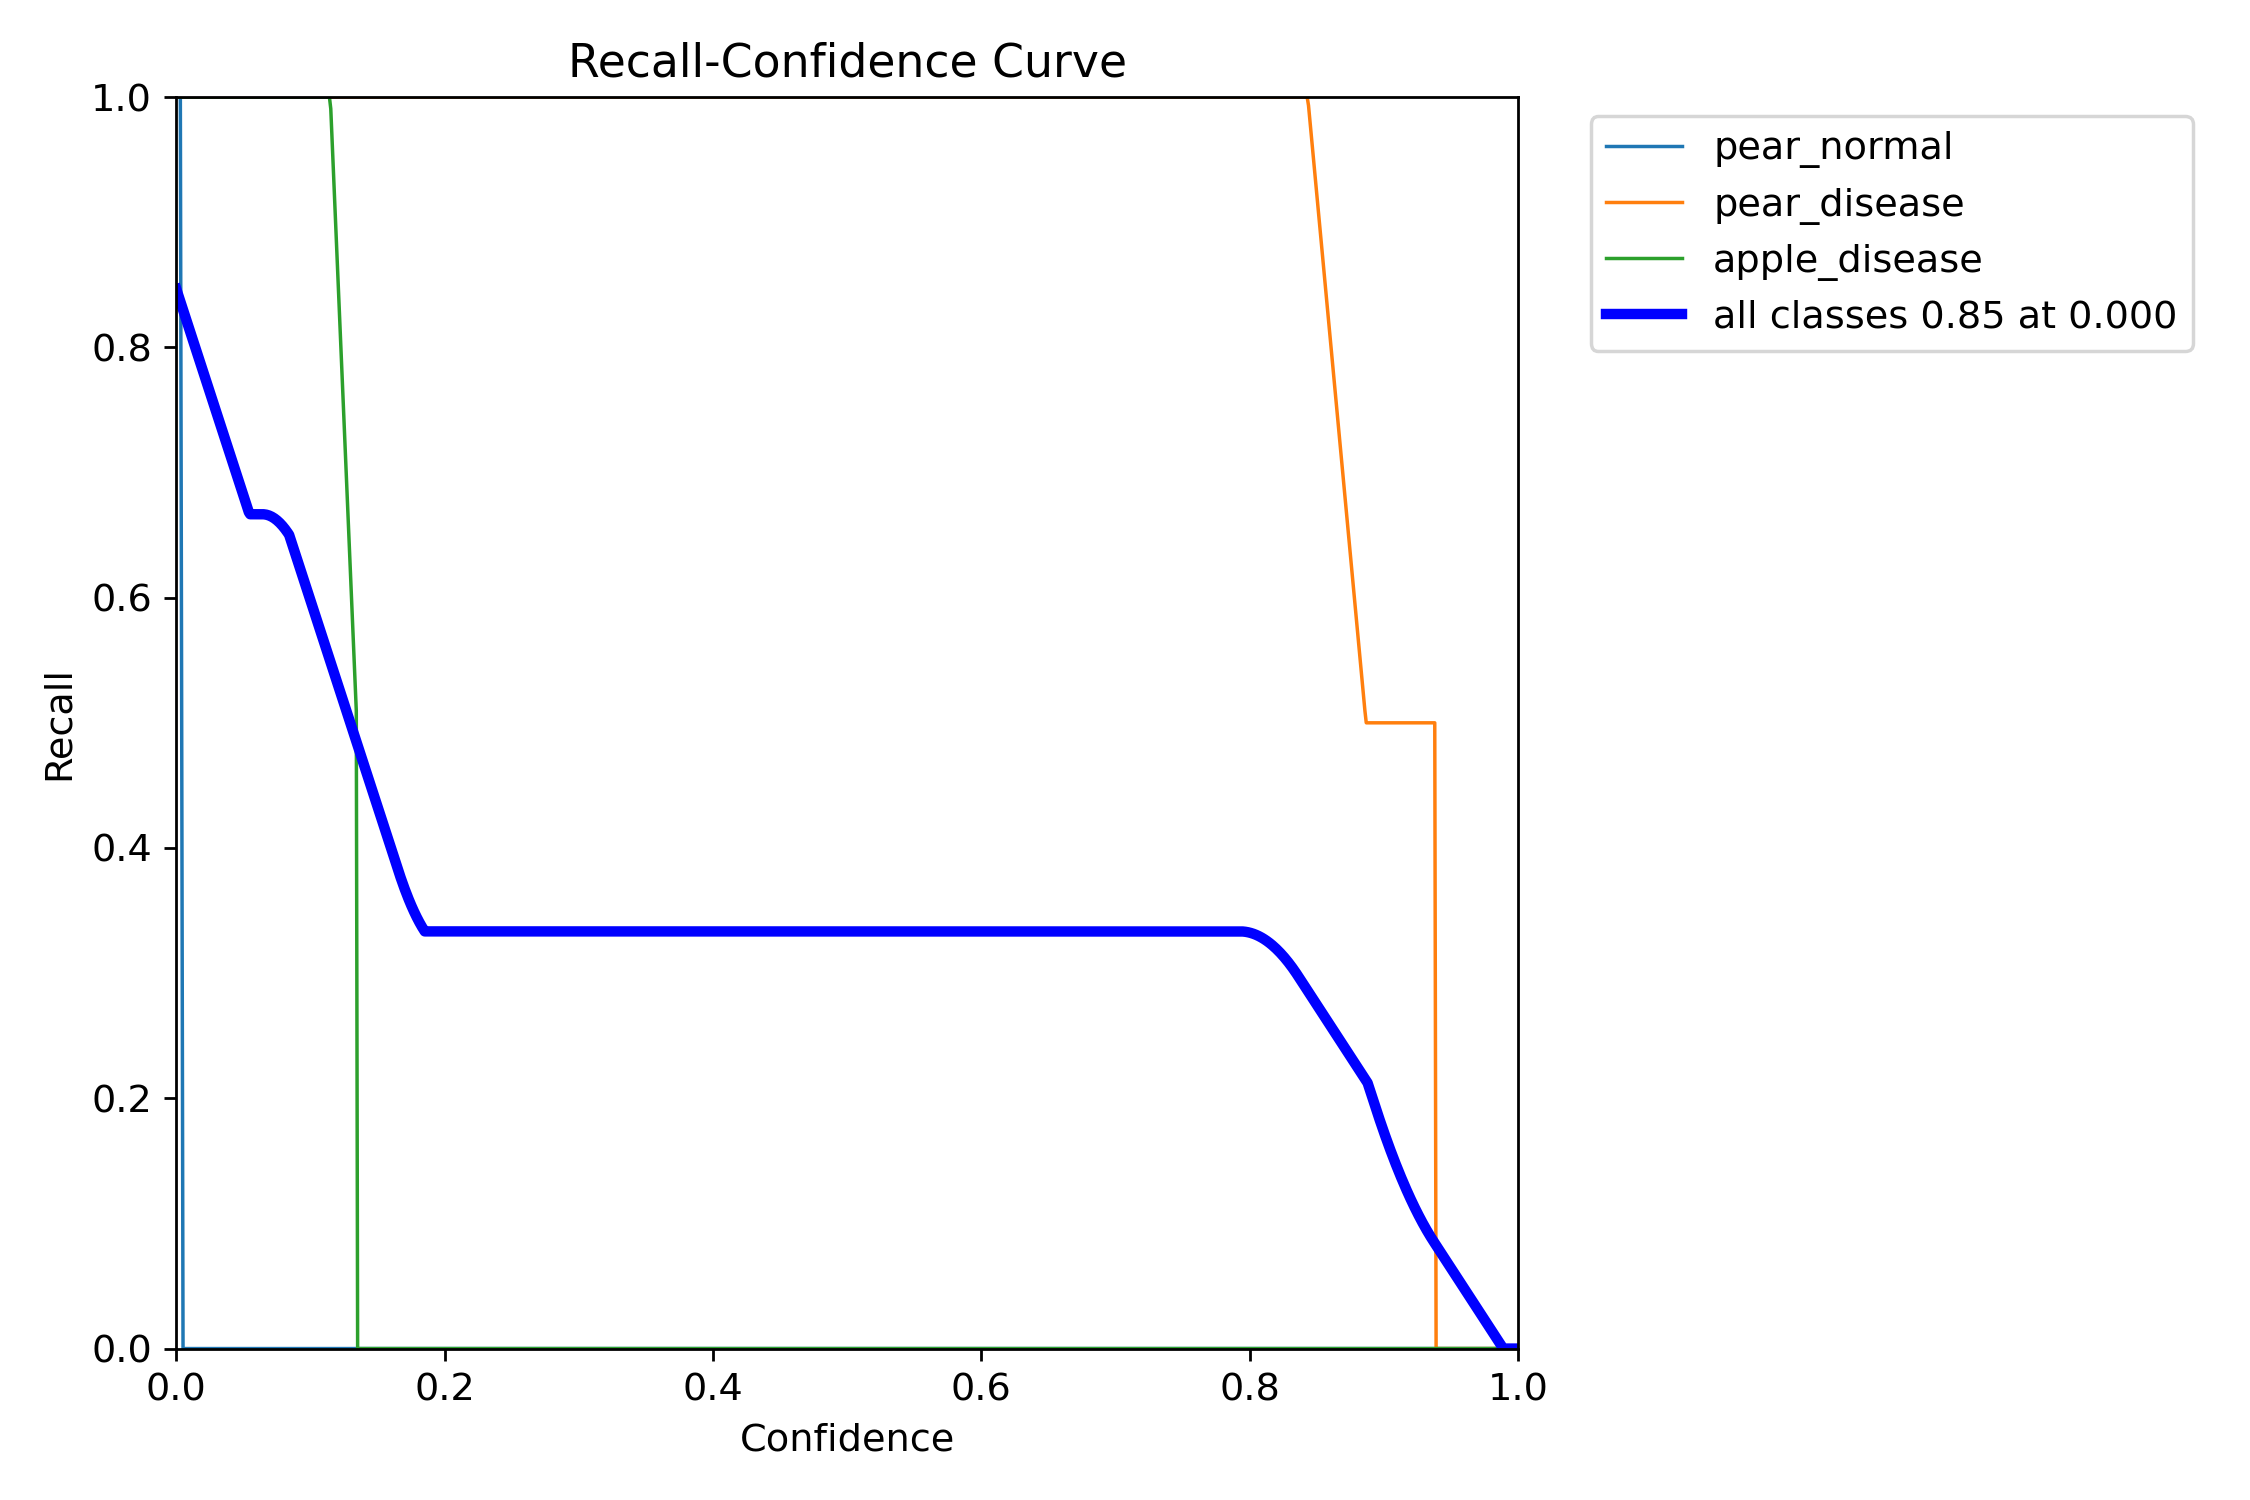 Recall-Confidence Curve
1.0
0.8
0.6
0.4
0.2
0.0
Recall
0.0 0.2 0.4 0.6 0.8 1.0
Confidence
pear_normal
pear_disease
apple_disease
all classes 0.85 at 0.000